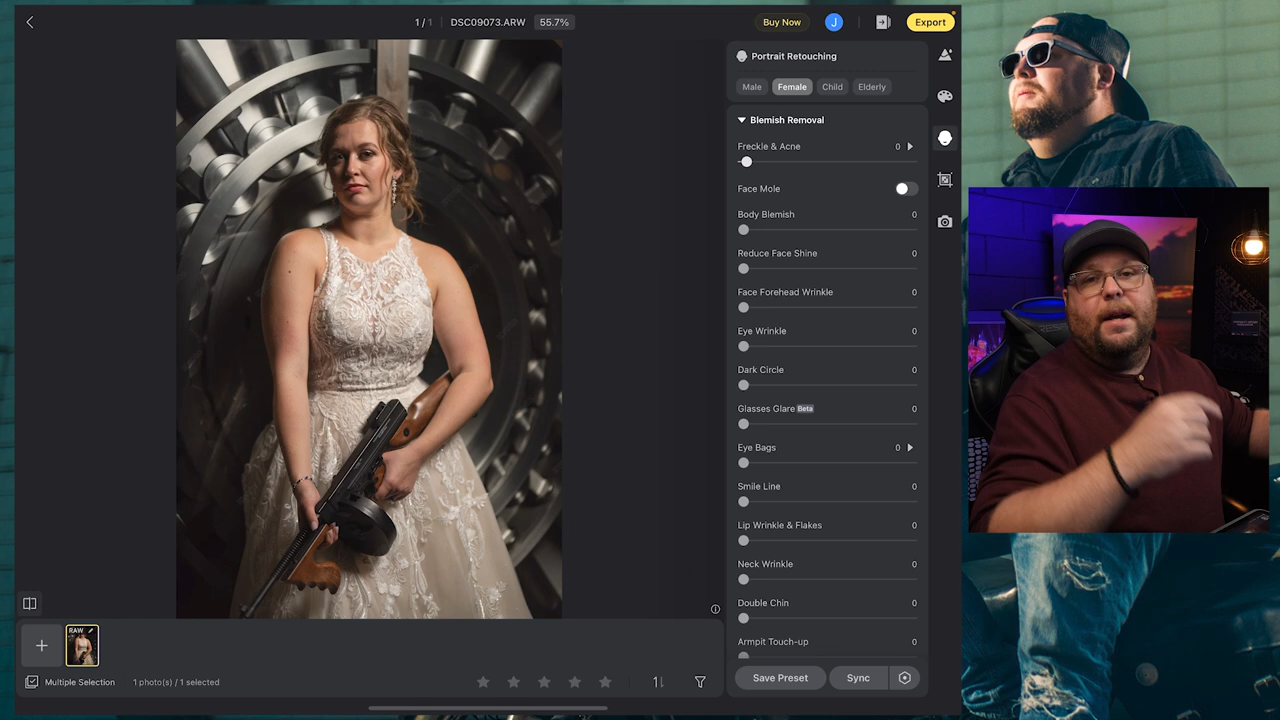 1 / 1 DSC09073.ARW 55.7% Buy Now J Export
Portrait Retouching
Male Female Child Elderly
Blemish Removal
Freckle & Acne 0
Face Mole
Body Blemish 0
Reduce Face Shine 0
Face Forehead Wrinkle 0
Eye Wrinkle 0
Dark Circle 0
Glasses Glare Beta 0
Eye Bags 0
Smile Line 0
Lip Wrinkle & Flakes 0
Neck Wrinkle 0
Double Chin 0
Armpit Touch-up 0
RAW
Multiple Selection 1 photo(s) / 1 selected
Save Preset Sync